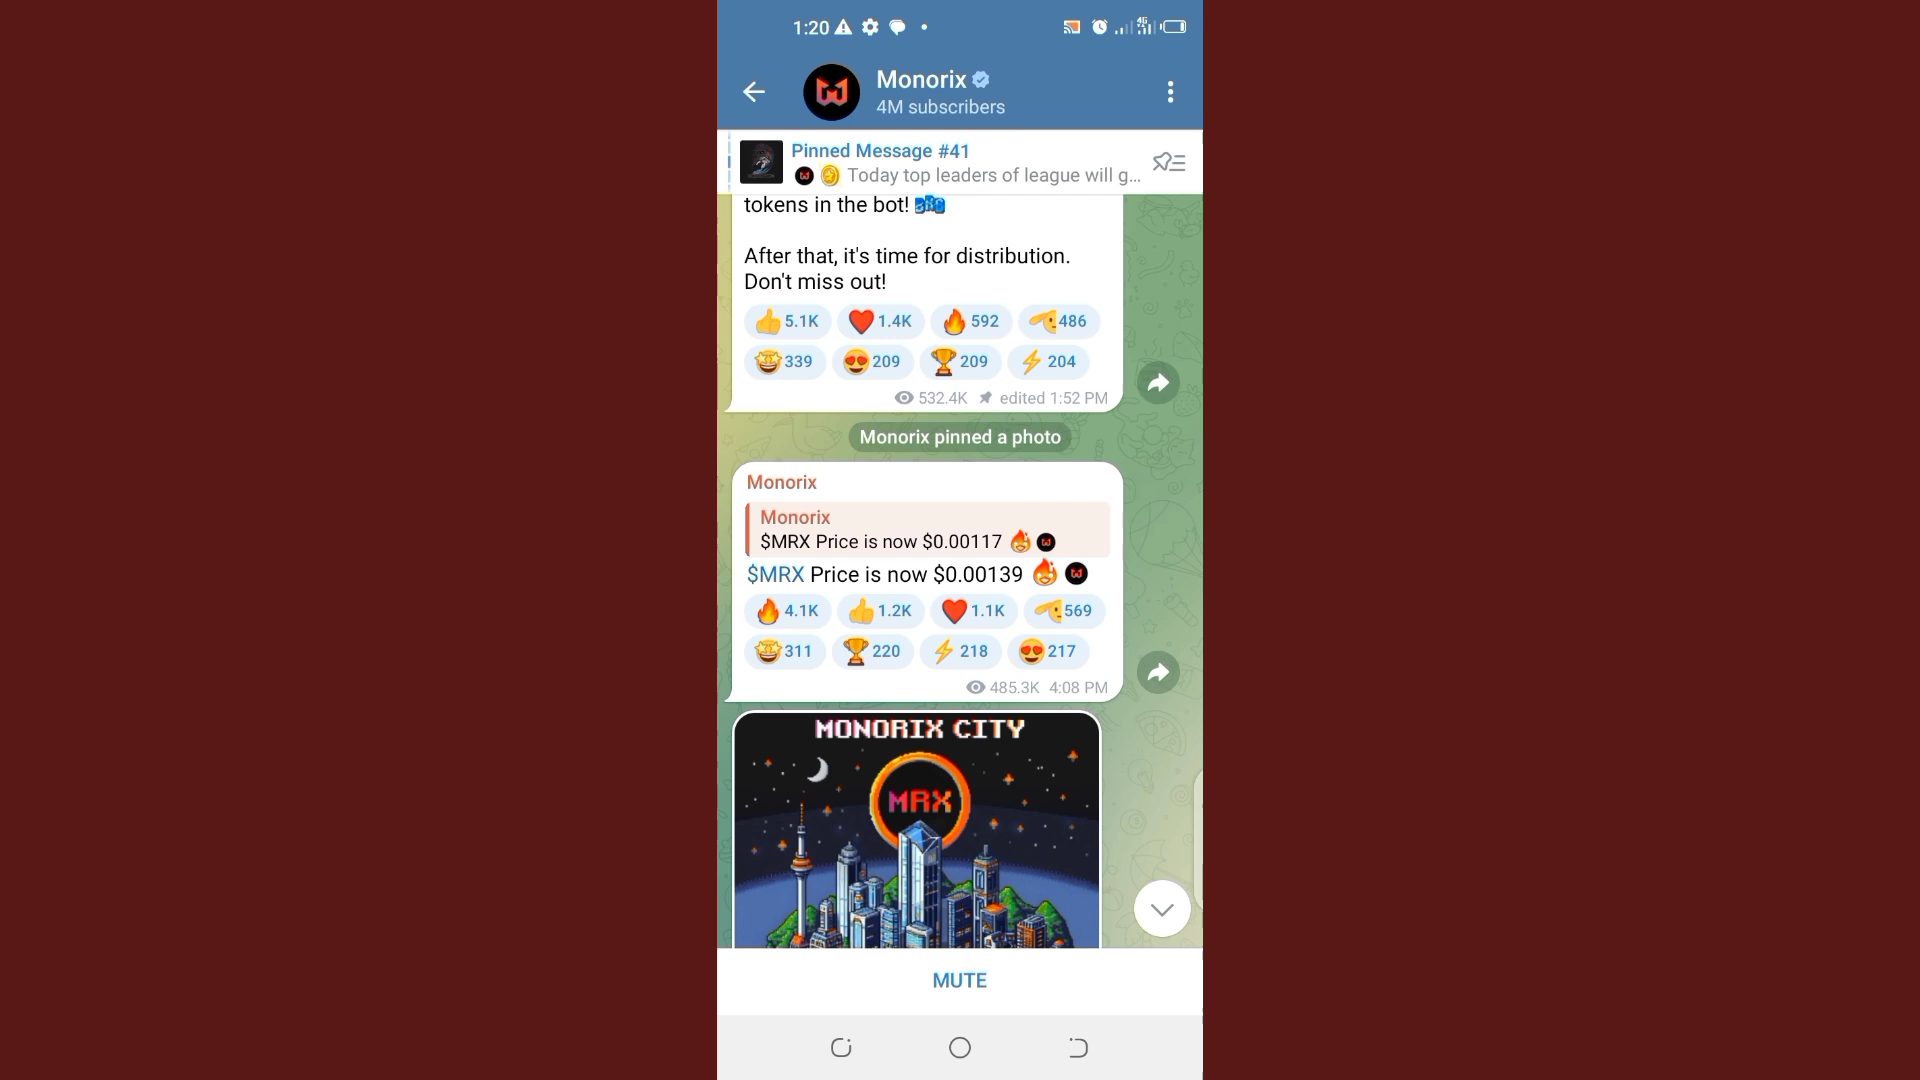 1:20
4G
Monorix
4M subscribers
Pinned Message #41
Today top leaders of league will g...
tokens in the bot!
After that, it's time for distribution.
Don't miss out!
5.1K 1.4K 592 486
339 209 209 204
532.4K edited 1:52 PM
Monorix pinned a photo
Monorix
Monorix
$MRX Price is now $0.00117
$MRX Price is now $0.00139
4.1K 1.2K 1.1K 569
311 220 218 217
485.3K 4:08 PM
MONORIX CITY
MRX
MUTE